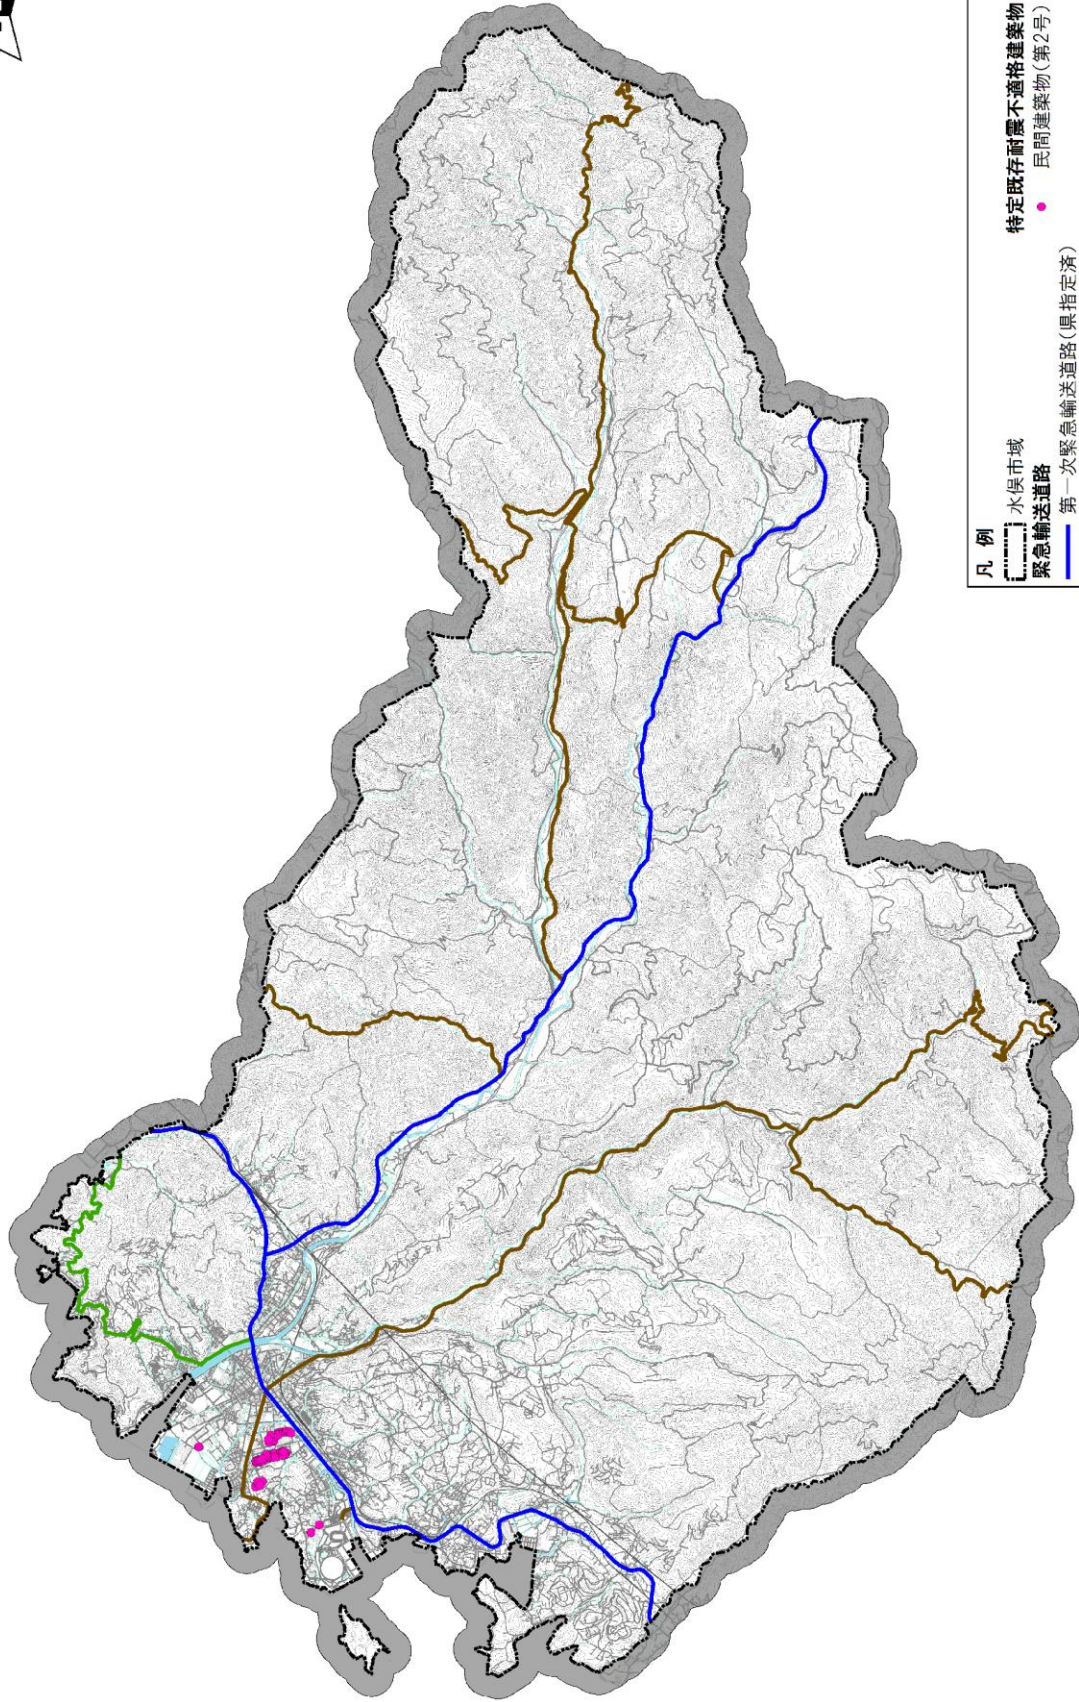 凡 例
水俣市域
緊急輸送道路
第一次緊急輸送道路(県指定済)
特定既存耐震不適格建築物
民間建築物(第2号)